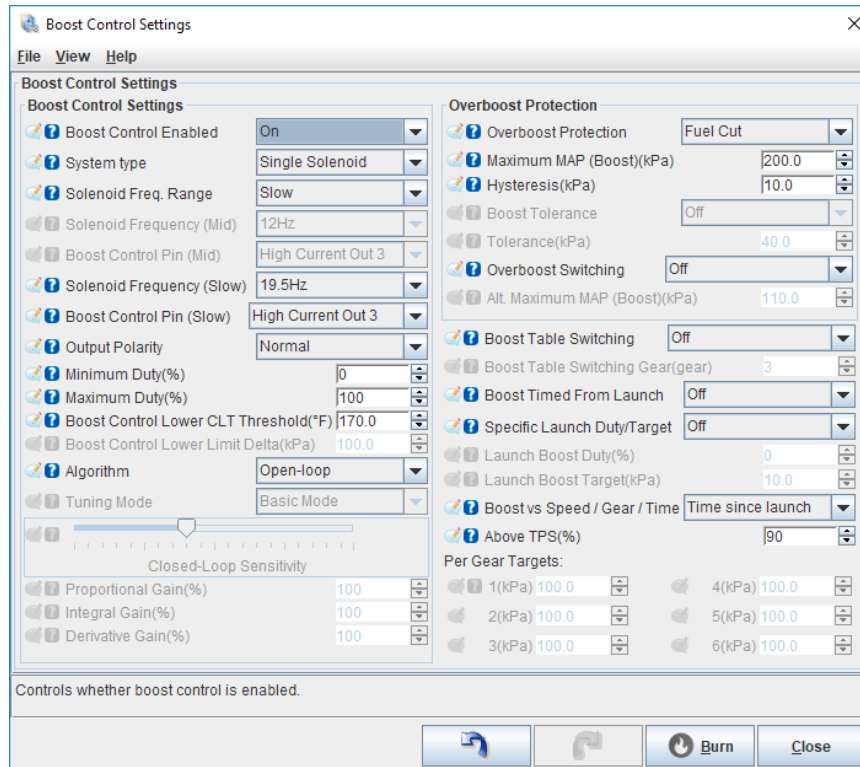 Boost Control Settings
File View Help
Boost Control Settings
Boost Control Settings
Boost Control Enabled On
System type Single Solenoid
Solenoid Freq. Range Slow
Solenoid Frequency (Mid) 12Hz
Boost Control Pin (Mid) High Current Out 3
Solenoid Frequency (Slow) 19.5Hz
Boost Control Pin (Slow) High Current Out 3
Output Polarity Normal
Minimum Duty(%) 0
Maximum Duty(%) 100
Boost Control Lower CLT Threshold(°F) 170.0
Boost Control Lower Limit Delta(kPa) 100.0
Algorithm Open-loop
Tuning Mode Basic Mode
Closed-Loop Sensitivity
Proportional Gain(%) 100
Integral Gain(%) 100
Derivative Gain(%) 100
Overboost Protection
Overboost Protection Fuel Cut
Maximum MAP (Boost)(kPa) 200.0
Hysteresis(kPa) 10.0
Boost Tolerance Off
Tolerance(kPa) 40.0
Overboost Switching Off
Alt. Maximum MAP (Boost)(kPa) 110.0
Boost Table Switching Off
Boost Table Switching Gear(gear) 3
Boost Timed From Launch Off
Specific Launch Duty/Target Off
Launch Boost Duty(%) 0
Launch Boost Target(kPa) 10.0
Boost vs Speed / Gear / Time Time since launch
Above TPS(%) 90
Per Gear Targets:
1(kPa) 100.0 4(kPa) 100.0
2(kPa) 100.0 5(kPa) 100.0
3(kPa) 100.0 6(kPa) 100.0
Controls whether boost control is enabled.
Burn Close